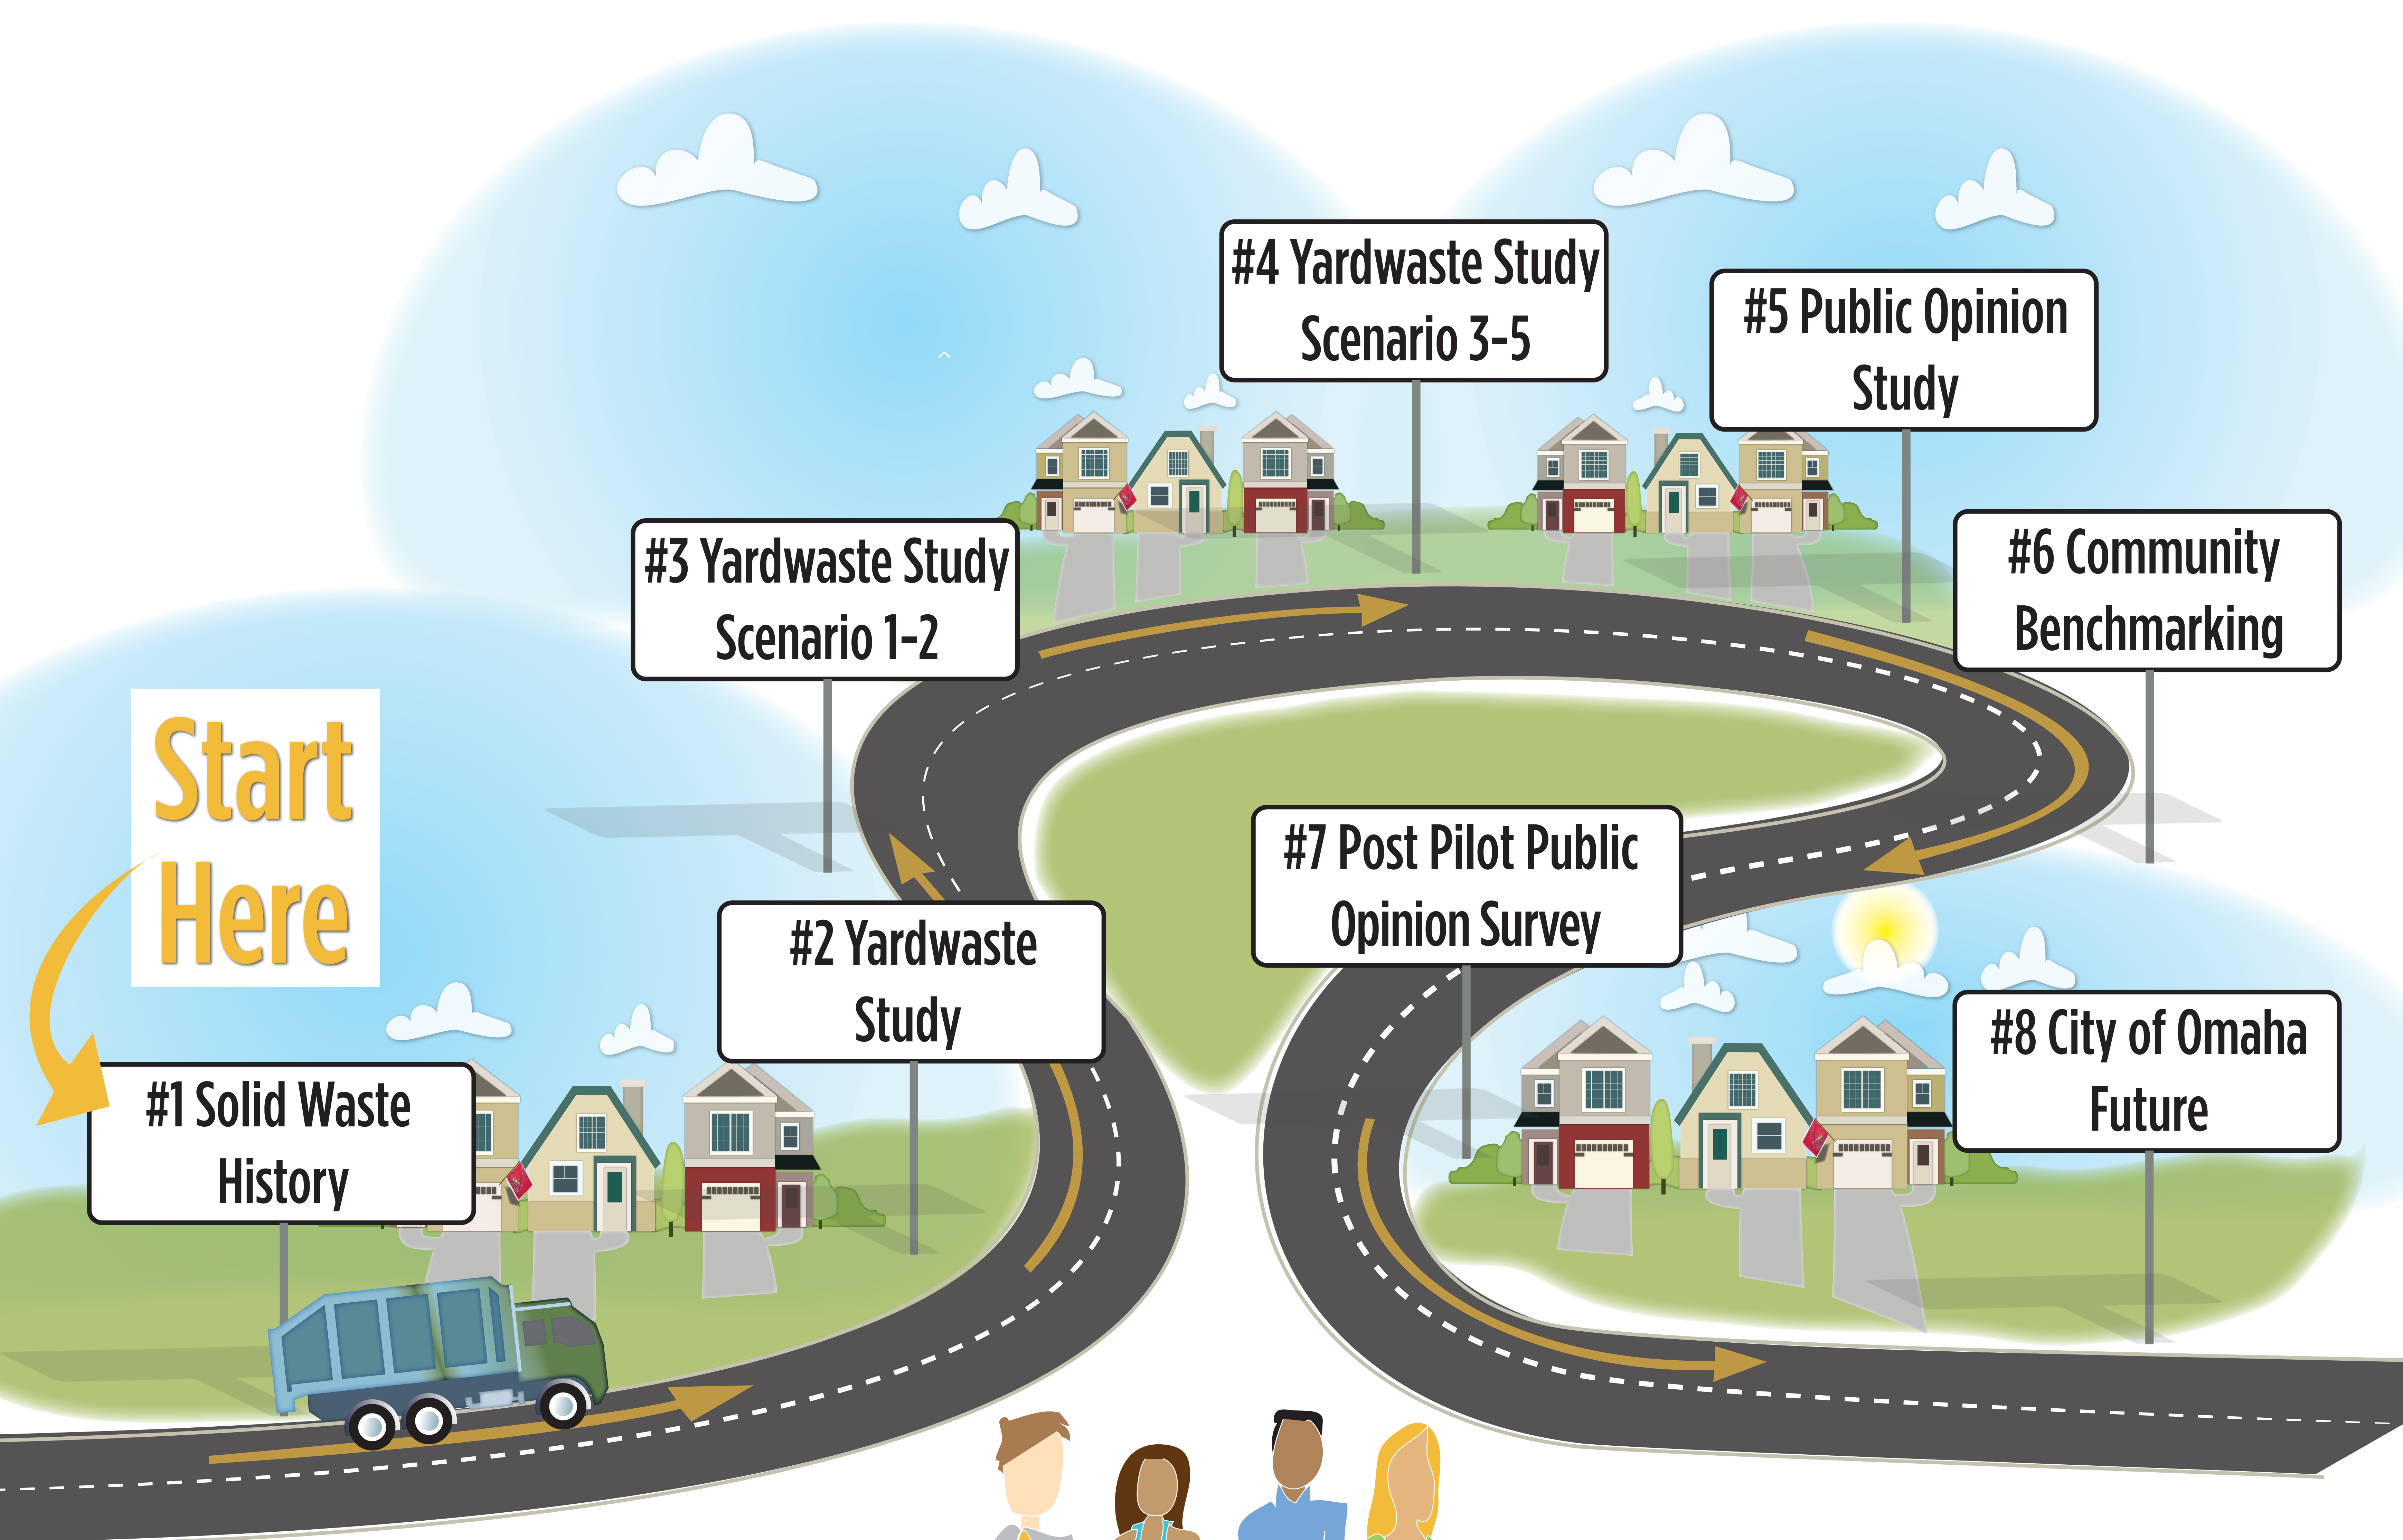 Start
Here
#1 Solid Waste
History
#2 Yardwaste
Study
#3 Yardwaste Study
Scenario 1-2
#4 Yardwaste Study
Scenario 3-5
#5 Public Opinion
Study
#6 Community
Benchmarking
#7 Post Pilot Public
Opinion Survey
#8 City of Omaha
Future